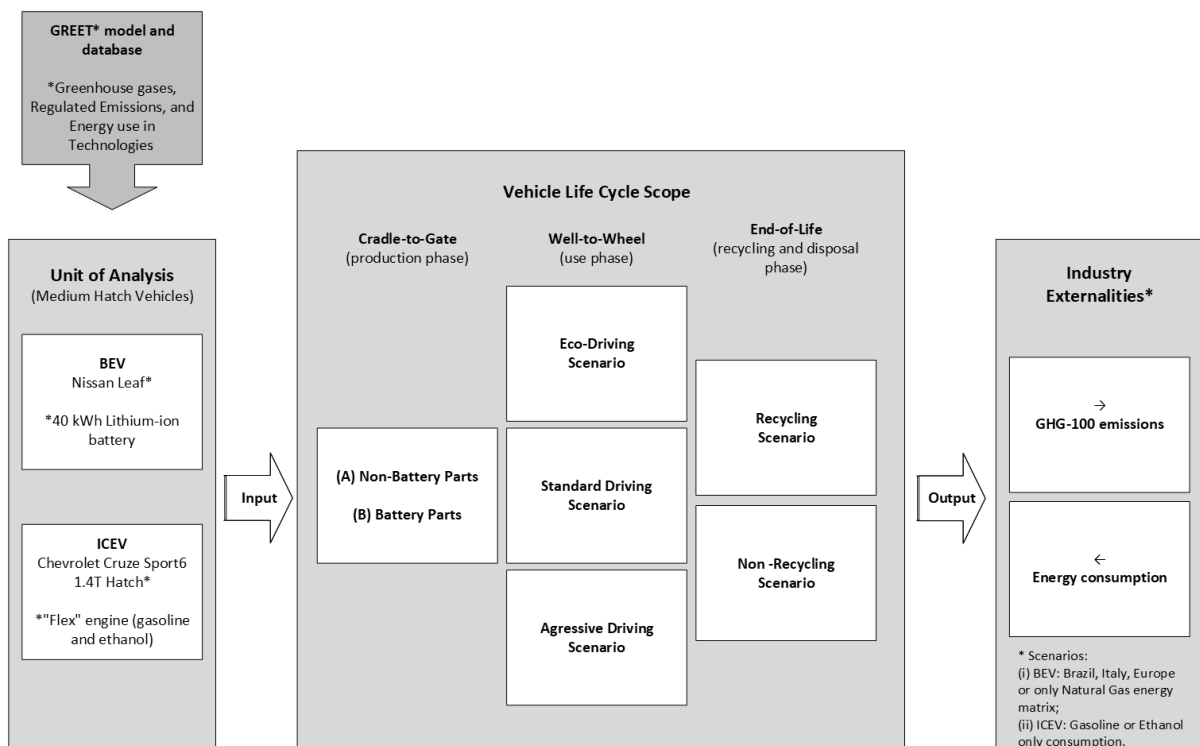 GREET* model and
database
*Greenhouse gases,
Regulated Emissions, and
Energy use in
Technologies
Unit of Analysis
(Medium Hatch Vehicles)
BEV
Nissan Leaf*
*40 kWh Lithium-ion
battery
ICEV
Chevrolet Cruze Sport6
1.4T Hatch*
*"Flex" engine (gasoline
and ethanol)
Input
Vehicle Life Cycle Scope
Cradle-to-Gate
(production phase)
(A) Non-Battery Parts
(B) Battery Parts
Well-to-Wheel
(use phase)
Eco-Driving
Scenario
Standard Driving
Scenario
Agressive Driving
Scenario
End-of-Life
(recycling and disposal
phase)
Recycling
Scenario
Non -Recycling
Scenario
Output
Industry
Externalities*
→
GHG-100 emissions
←
Energy consumption
* Scenarios:
(i) BEV: Brazil, Italy, Europe
or only Natural Gas energy
matrix;
(ii) ICEV: Gasoline or Ethanol
only consumption.